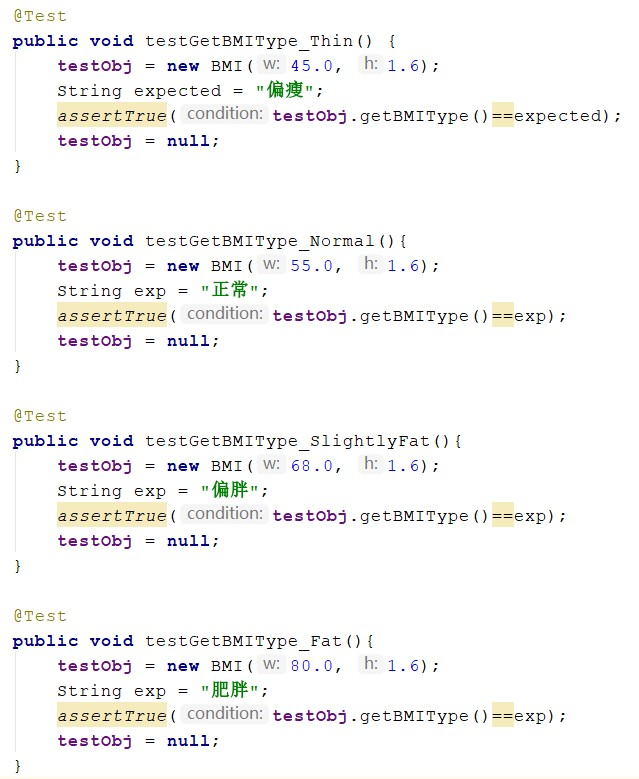 @Test
public void testGetBMIType_Thin() {
    testObj = new BMI( w: 45.0,  h: 1.6);
    String expected = "偏瘦";
    assertTrue( condition: testObj.getBMIType()==expected);
    testObj = null;
}
@Test
public void testGetBMIType_Normal(){
    testObj = new BMI( w: 55.0,  h: 1.6);
    String exp = "正常";
    assertTrue( condition: testObj.getBMIType()==exp);
    testObj = null;
}
@Test
public void testGetBMIType_SlightlyFat(){
    testObj = new BMI( w: 68.0,  h: 1.6);
    String exp = "偏胖";
    assertTrue( condition: testObj.getBMIType()==exp);
    testObj = null;
}
@Test
public void testGetBMIType_Fat(){
    testObj = new BMI( w: 80.0,  h: 1.6);
    String exp = "肥胖";
    assertTrue( condition: testObj.getBMIType()==exp);
    testObj = null;
}